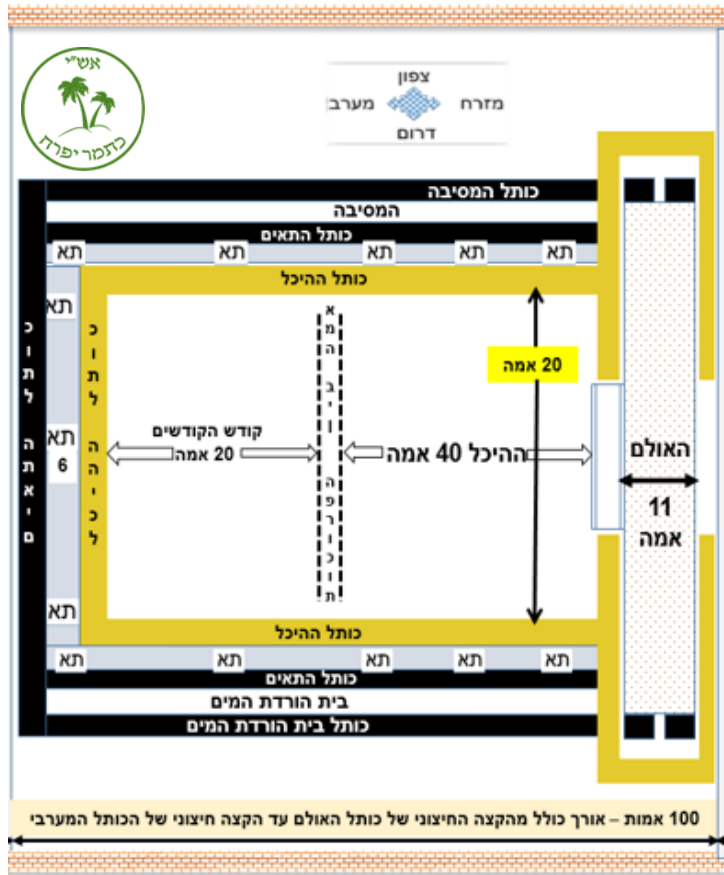 אש"י
כתמר יפרח
צפון
מזרח
מערב
דרום
כותל המסיבה
המסיבה
כותל התאים
תא
תא
תא
תא
תא
כותל ההיכל
תא
תא
6
תא
כותל התאים
כותל ההיכל
אמה בין הפרוכות
20 אמה
קודש הקודשים
20 אמה
ההיכל 40 אמה
האולם
11
אמה
כותל ההיכל
תא
תא
תא
תא
תא
כותל התאים
בית הורדת המים
כותל בית הורדת המים
100 אמות – אורך כולל מהקצה החיצוני של כותל האולם עד הקצה חיצוני של הכותל המערבי